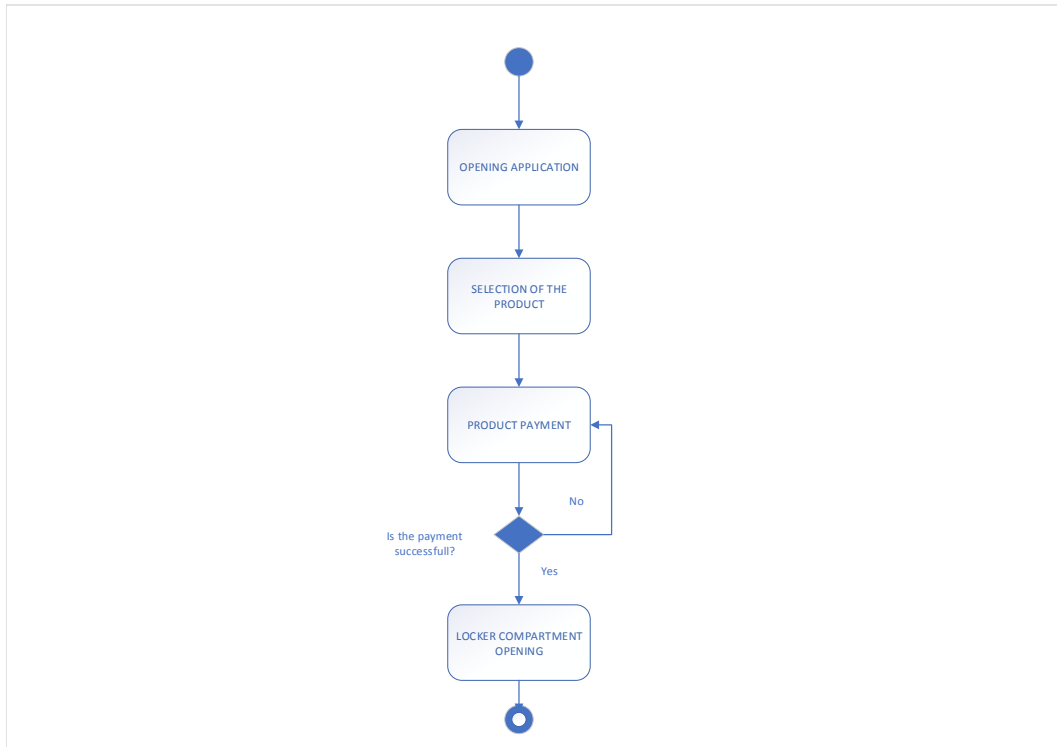 OPENING APPLICATION
SELECTION OF THE
PRODUCT
PRODUCT PAYMENT
No
Is the payment
successfull?
Yes
LOCKER COMPARTMENT
OPENING